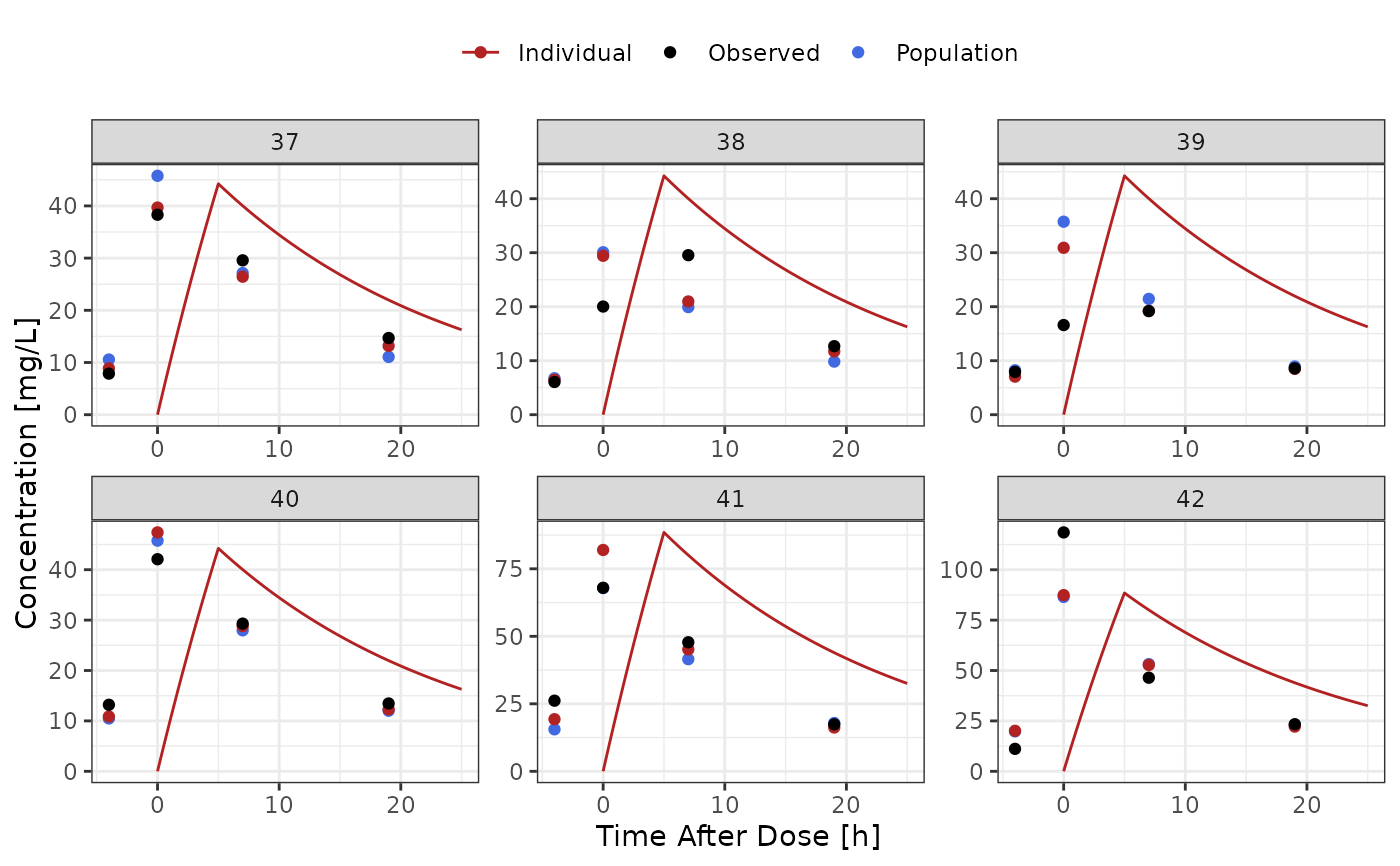 Individual Observed Population
37 38 39
40 40 40
30 30 30
20 20 20
10 10 10
0 0 0
0 10 20 0 10 20 0 10 20
40 41 42
40 75 100
30 50 75
20 25 50
10 0 25
0 0
0 10 20 0 10 20 0 10 20
Concentration [mg/L]
Time After Dose [h]